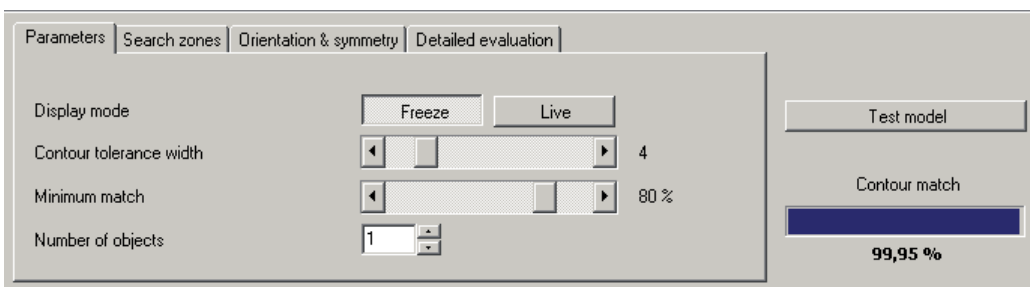 Parameters Search zones Orientation & symmetry Detailed evaluation
Display mode Freeze Live
Contour tolerance width 4
Minimum match 80 %
Number of objects 1
Test model
Contour match
99,95 %